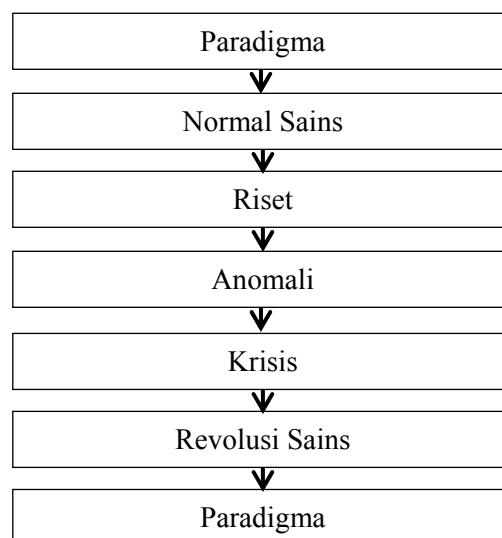 Paradigma
Normal Sains
Riset
Anomali
Krisis
Revolusi Sains
Paradigma